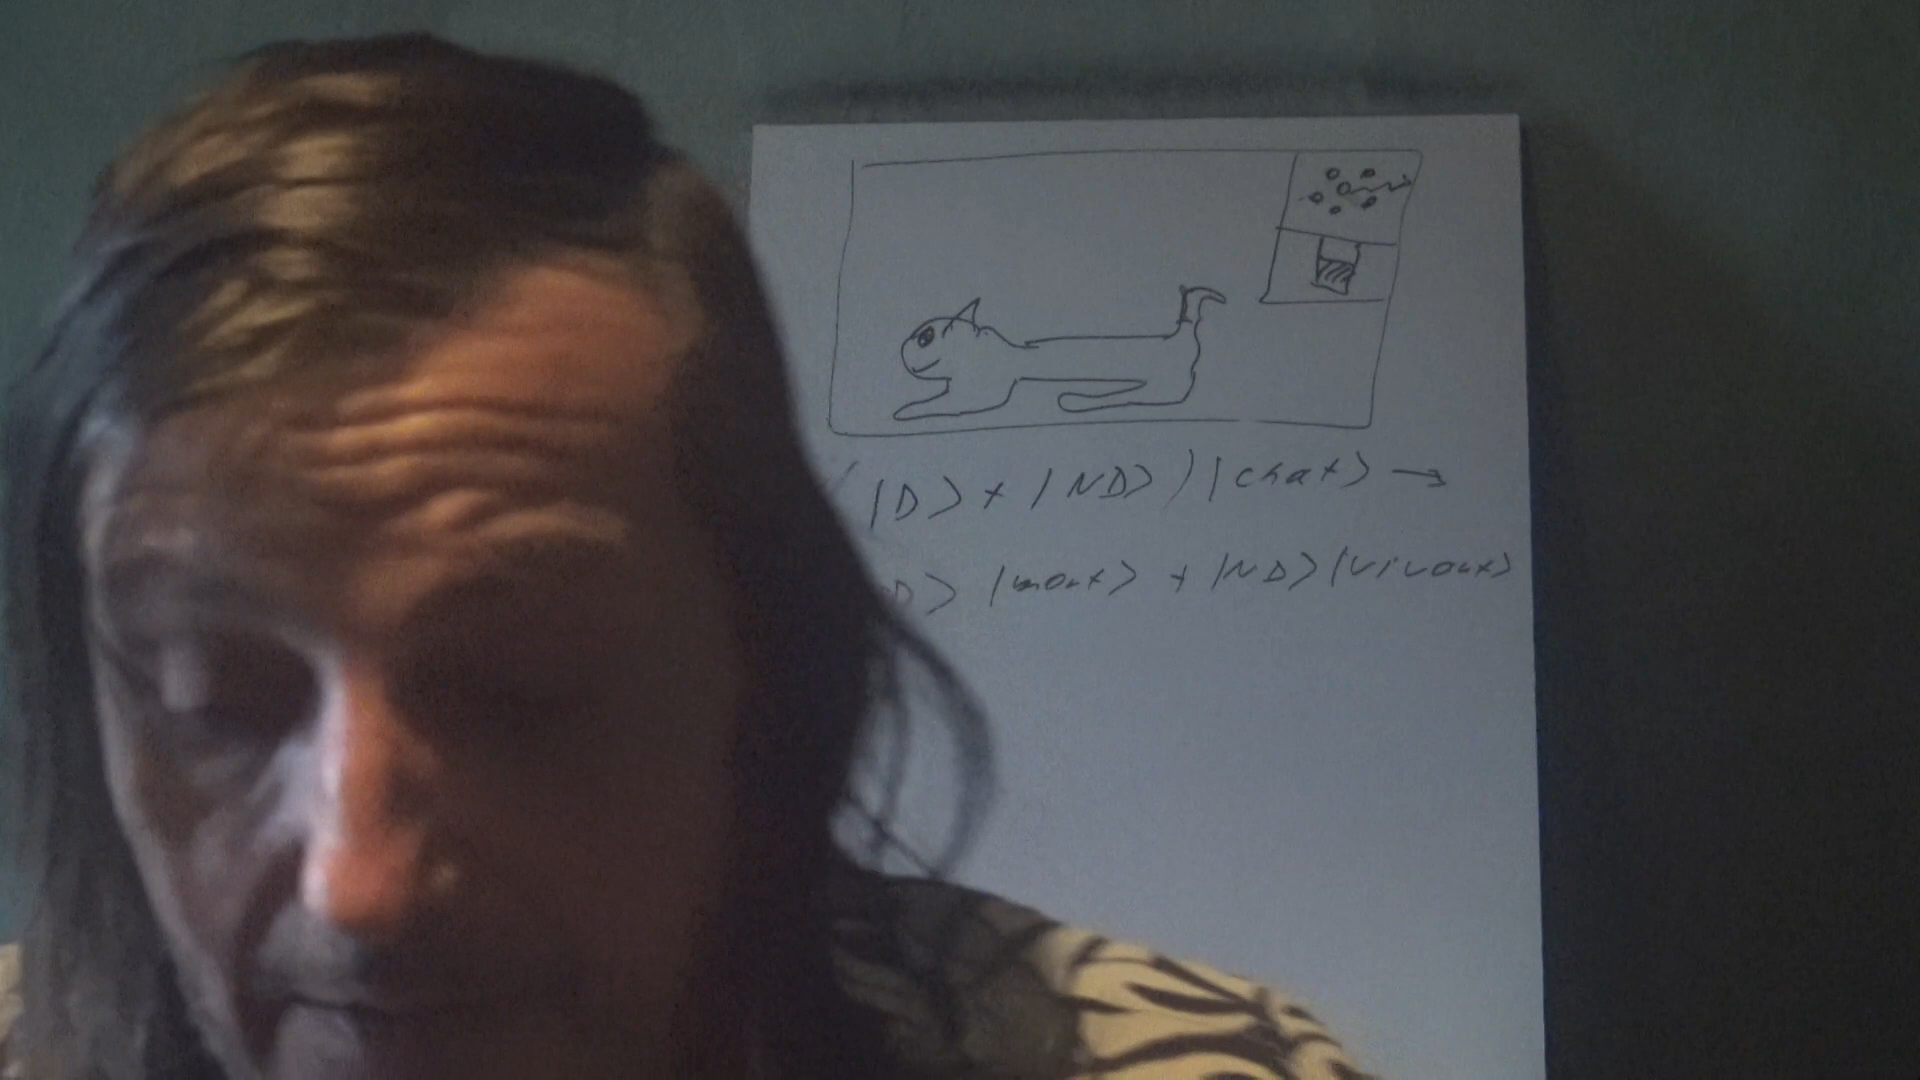 (|D> + |ND>) |chat> →
D> |mort> + |ND> |vivant>